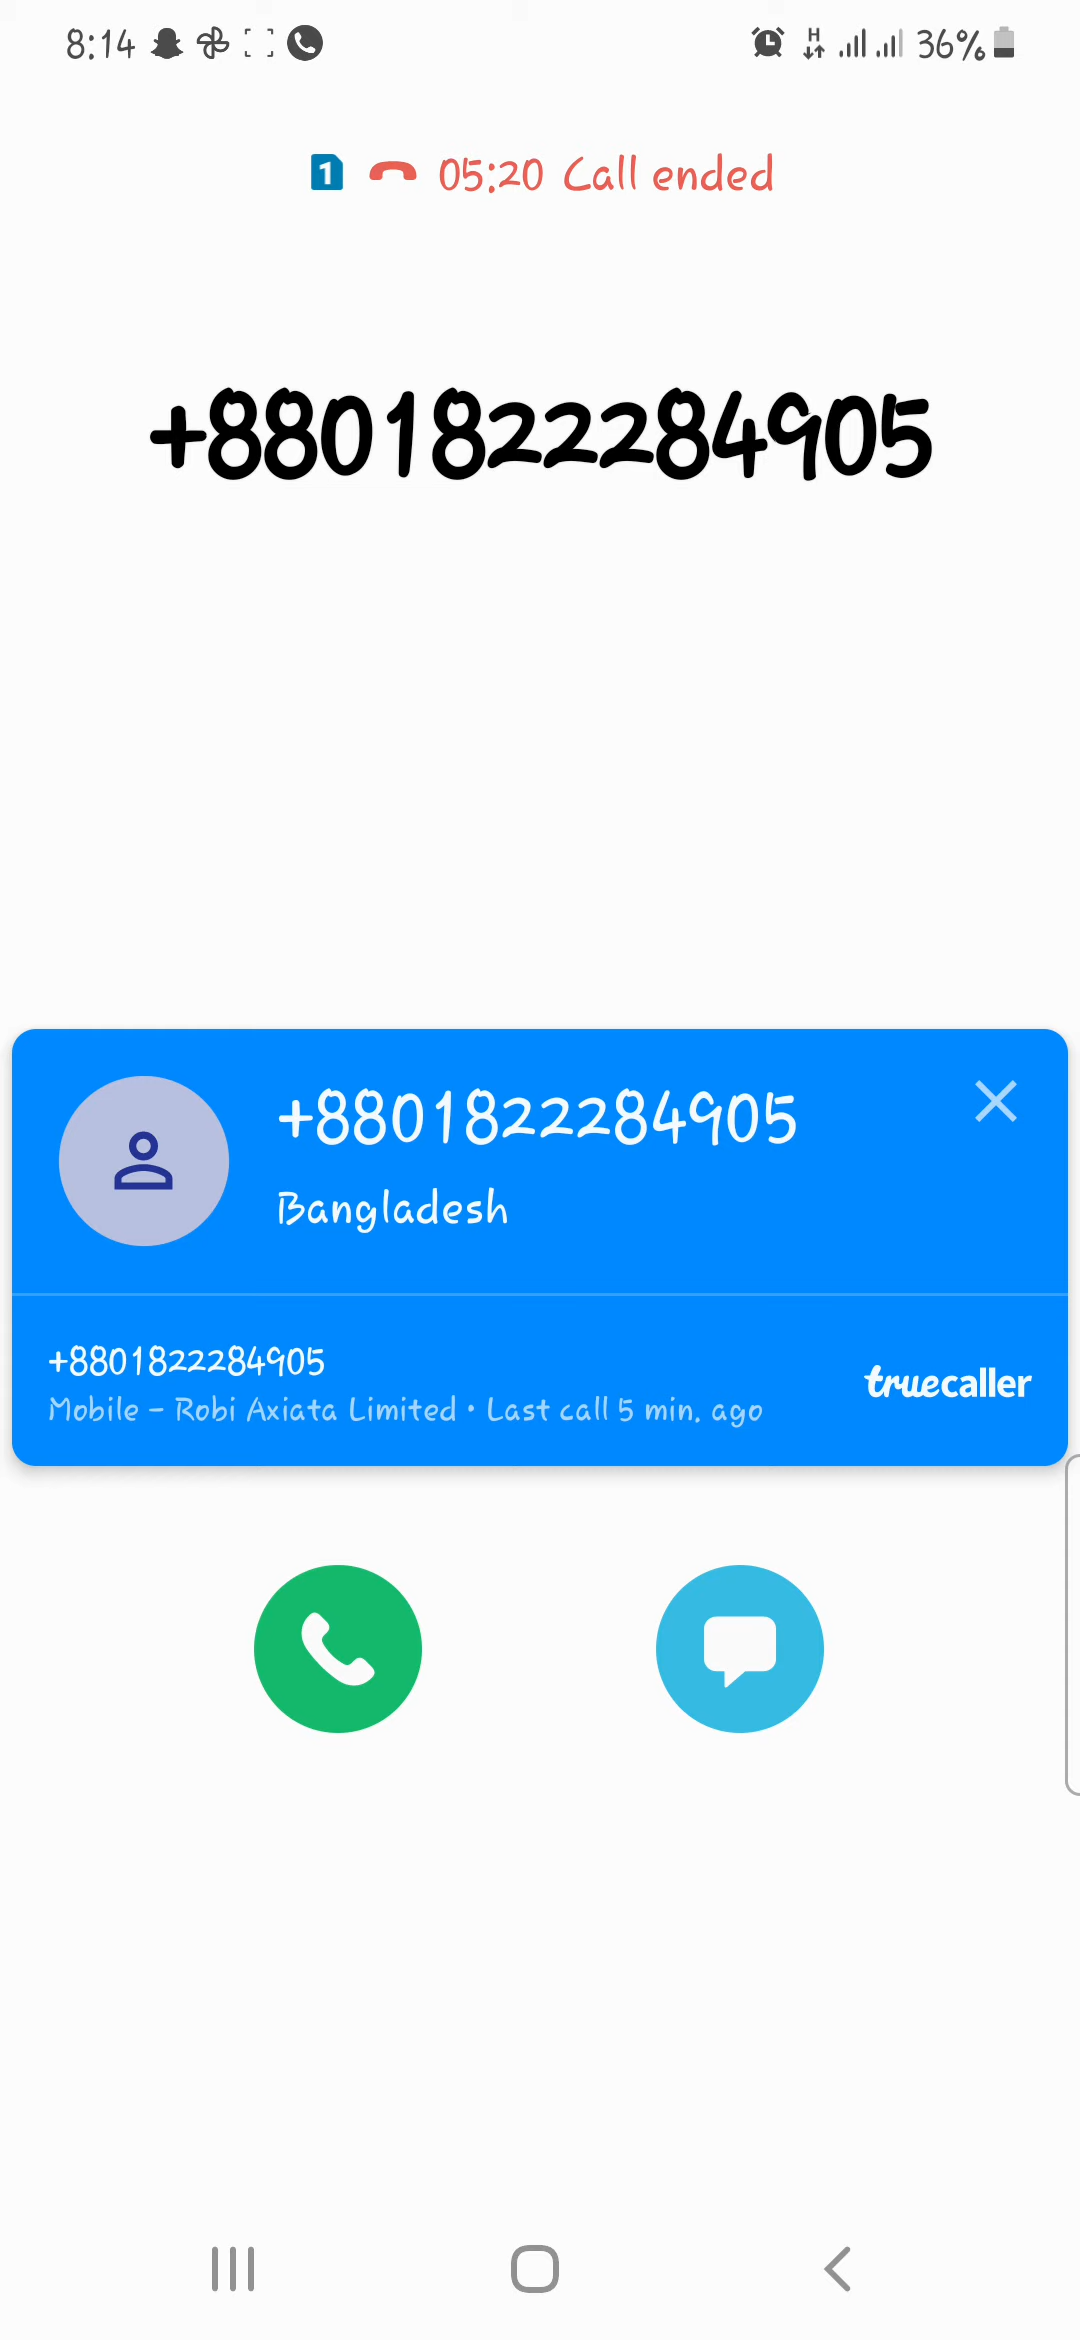 8:14
H
36%
1 05:20 Call ended
+8801822284905
+8801822284905
Bangladesh
+8801822284905
Mobile - Robi Axiata Limited • Last call 5 min. ago
truecaller